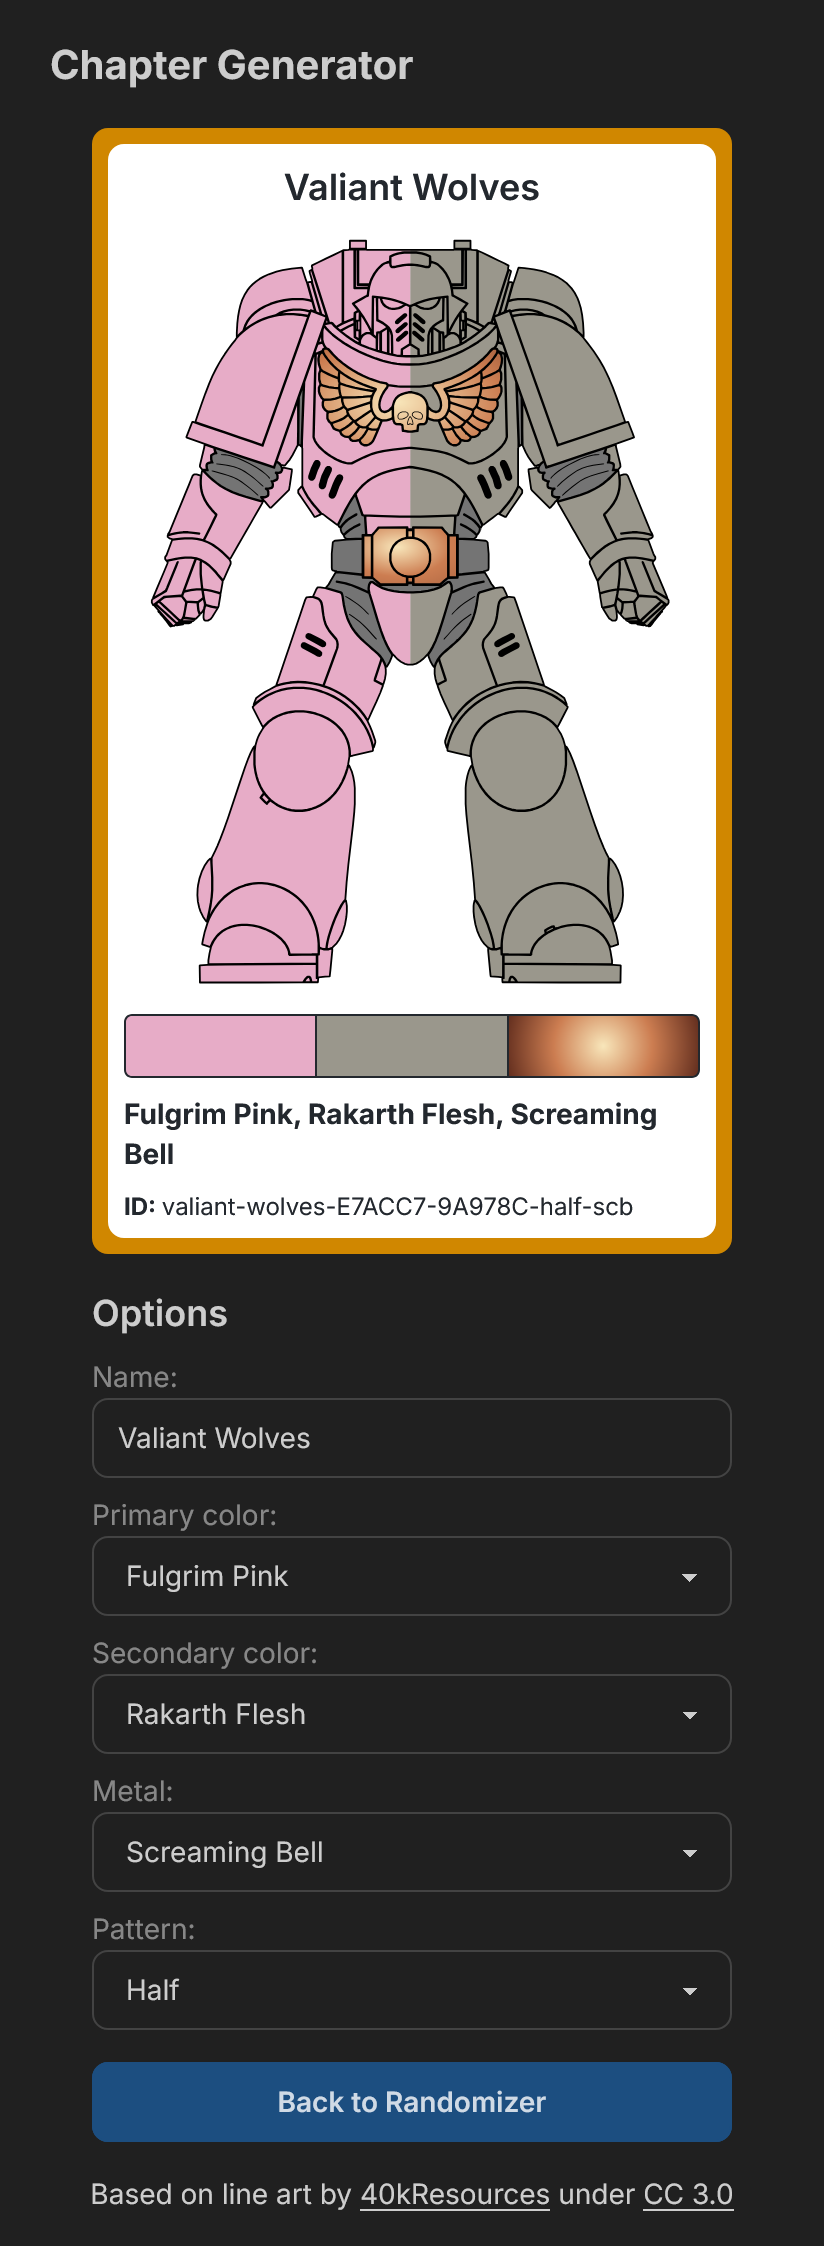 Chapter Generator
Valiant Wolves
Fulgrim Pink, Rakarth Flesh, Screaming
Bell
ID: valiant-wolves-E7ACC7-9A978C-half-scb
Options
Name:
Valiant Wolves
Primary color:
Fulgrim Pink
Secondary color:
Rakarth Flesh
Metal:
Screaming Bell
Pattern:
Half
Back to Randomizer
Based on line art by 40kResources under CC 3.0